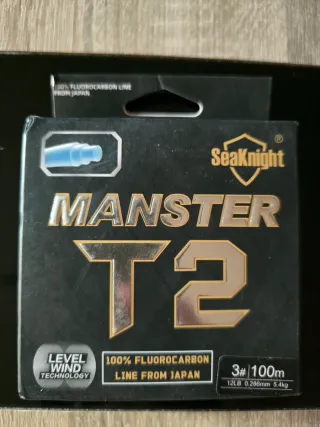 100% FLUOROCARBON LINE
FROM JAPAN
SeaKnight®
MANSTER
T2
LEVEL
WIND
TECHNOLOGY
100% FLUOROCARBON
LINE FROM JAPAN
3# 100m
12LB 0.286mm 5.4kg